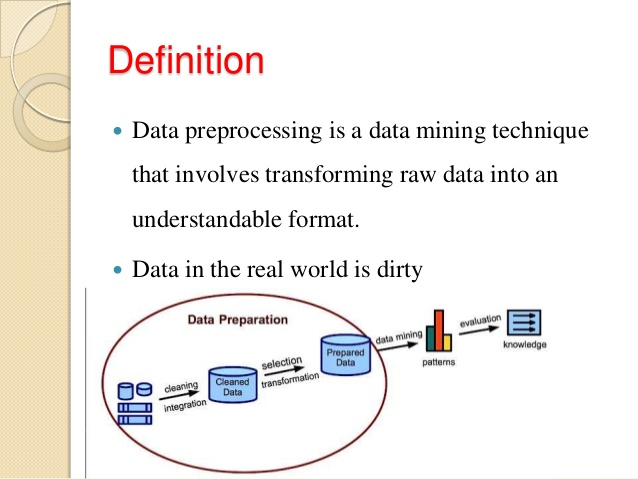 Definition
• Data preprocessing is a data mining technique
that involves transforming raw data into an
understandable format.
• Data in the real world is dirty
Data Preparation
cleaning
integration
Cleaned
Data
selection
transformation
Prepared
Data
data mining
patterns
evaluation
knowledge